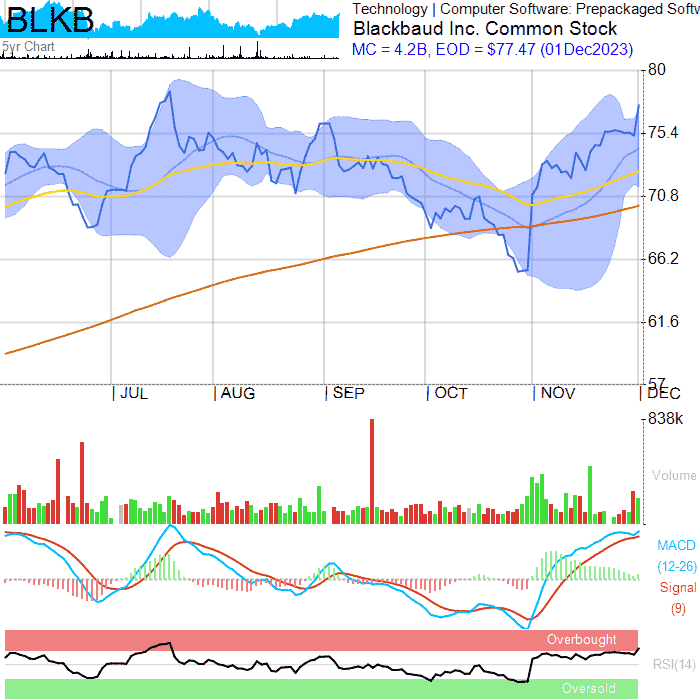 BLKB
Technology | Computer Software: Prepackaged Softw
Blackbaud Inc. Common Stock
5yr Chart
MC = 4.2B, EOD = $77.47 (01Dec2023)
80
75.4
70.8
66.2
61.6
57
JUL
AUG
SEP
OCT
NOV
DEC
838k
Volume
MACD
(12-26)
Signal
(9)
Overbought
RSI(14)
Oversold